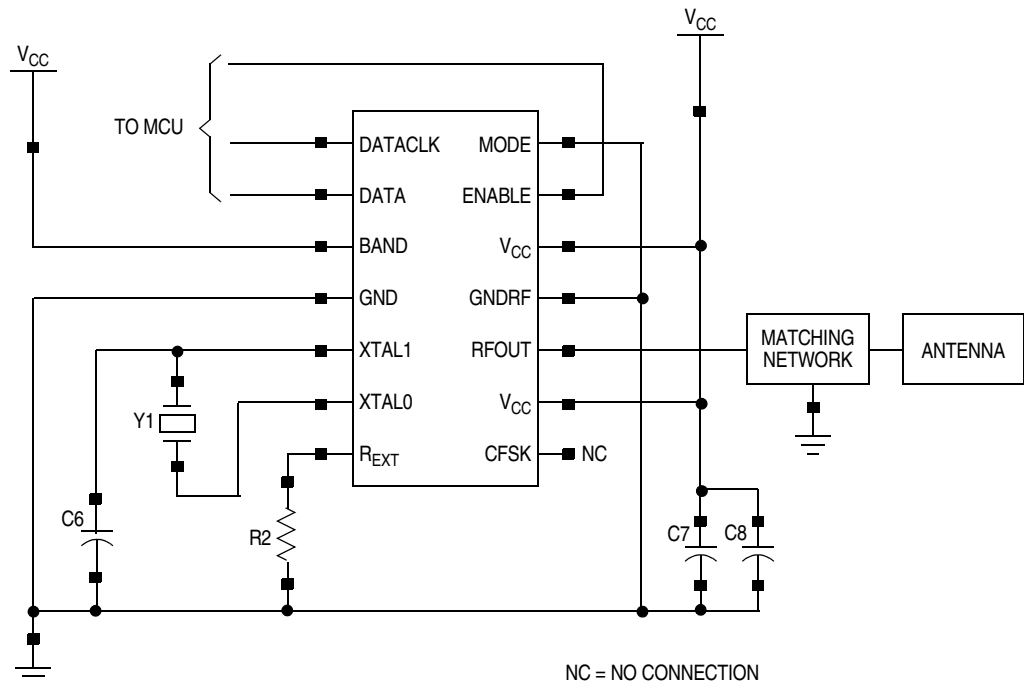 VCC
VCC
TO MCU
DATACLK MODE
DATA ENABLE
BAND VCC
GND GNDRF
XTAL1 RFOUT
MATCHING
NETWORK
ANTENNA
XTAL0 VCC
Y1
REXT CFSK NC
C6
R2
C7 C8
NC = NO CONNECTION